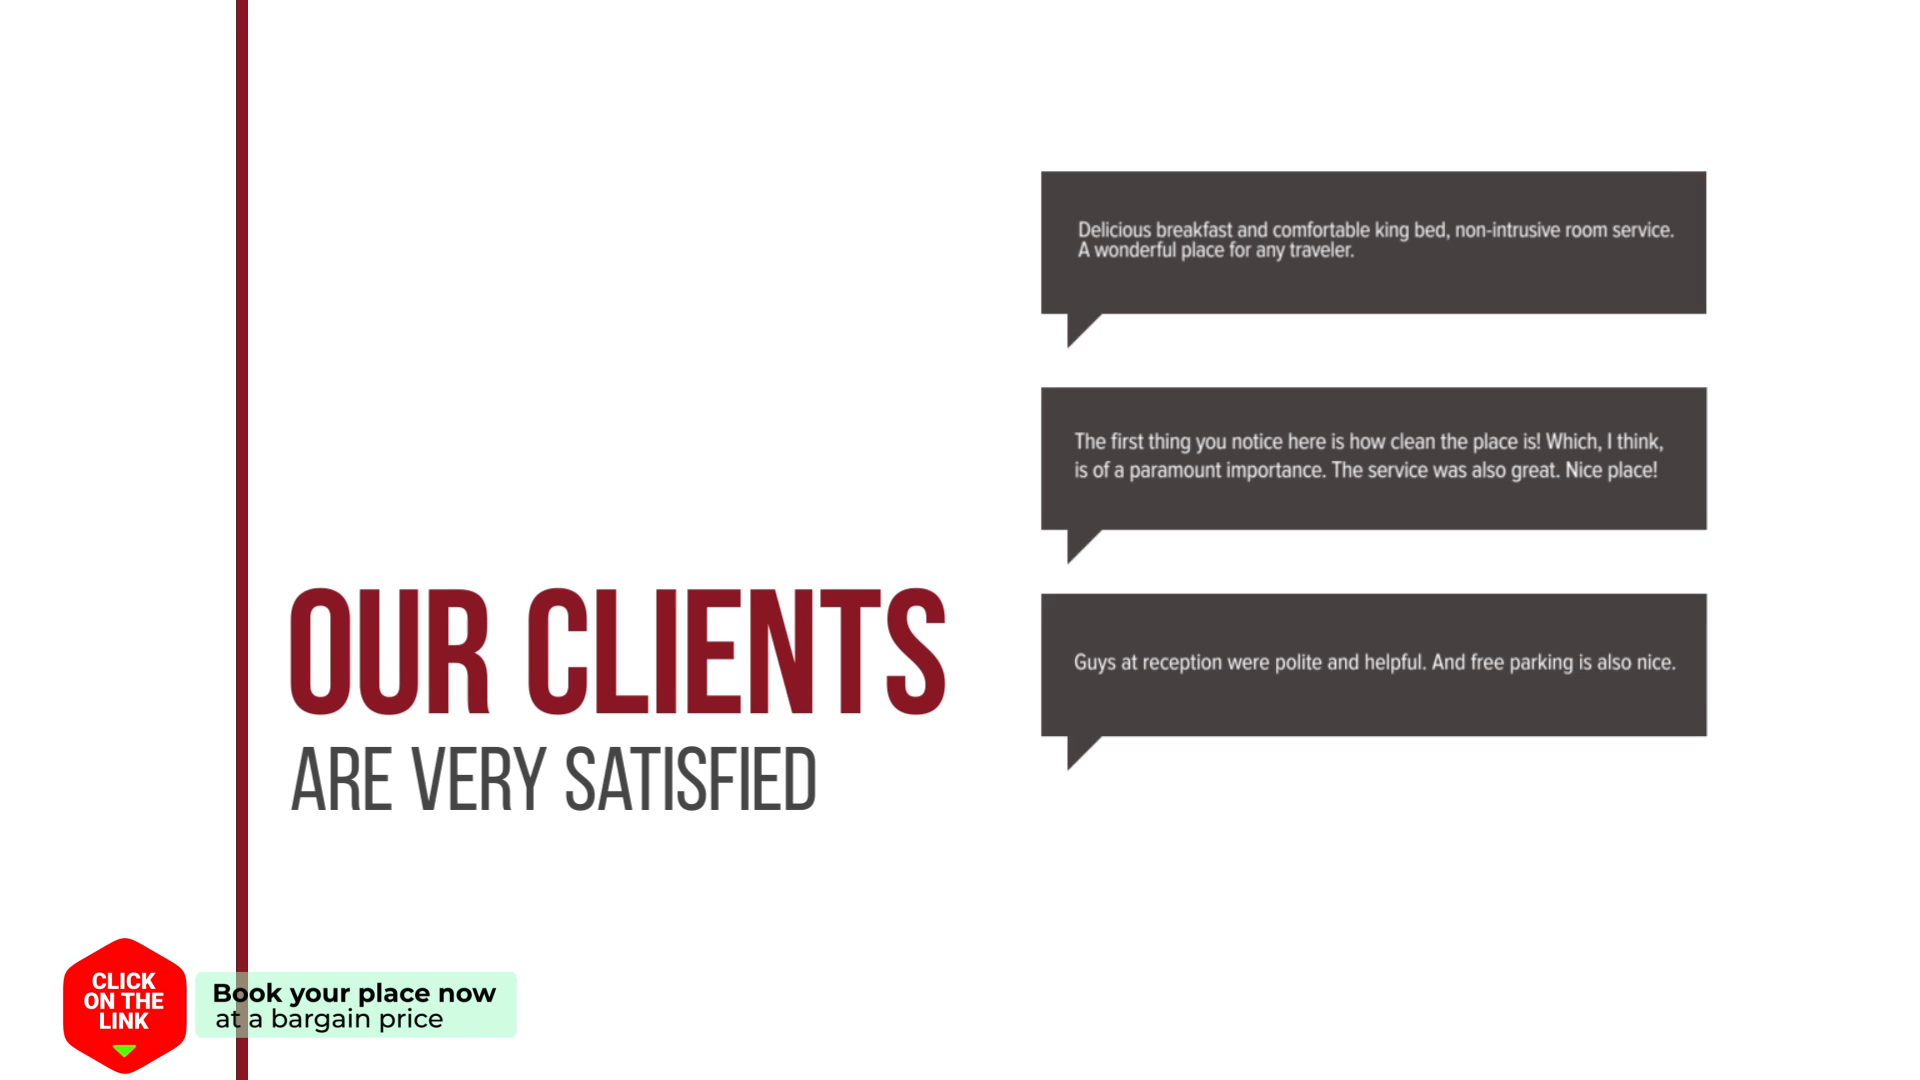 OUR CLIENTS
ARE VERY SATISFIED
Delicious breakfast and comfortable king bed, non-intrusive room service.
A wonderful place for any traveler.
The first thing you notice here is how clean the place is! Which, I think,
is of a paramount importance. The service was also great. Nice place!
Guys at reception were polite and helpful. And free parking is also nice.
CLICK
ON THE
LINK
Book your place now
at a bargain price